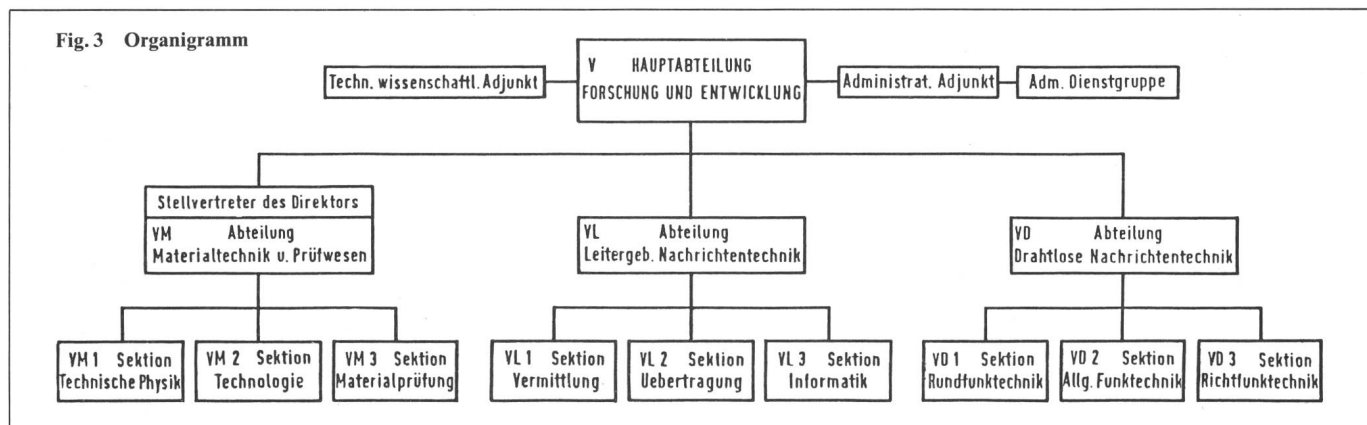 Fig. 3 Organigramm
V HAUPTABTEILUNG
FORSCHUNG UND ENTWICKLUNG
Techn. wissenschaftl. Adjunkt
Administrat. Adjunkt
Adm. Dienstgruppe
Stellvertreter des Direktors
VM Abteilung
Materialtechnik u. Prüfwesen
VL Abteilung
Leitergeb. Nachrichtentechnik
VD Abteilung
Drahtlose Nachrichtentechnik
VM 1 Sektion
Technische Physik
VM 2 Sektion
Technologie
VM 3 Sektion
Materialprüfung
VL 1 Sektion
Vermittlung
VL 2 Sektion
Uebertragung
VL 3 Sektion
Informatik
VD 1 Sektion
Rundfunktechnik
VD 2 Sektion
Allg. Funktechnik
VD 3 Sektion
Richtfunktechnik